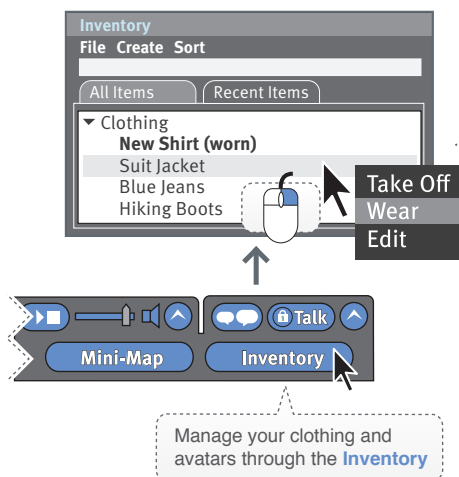 Inventory
File Create Sort
All Items Recent Items
Clothing
New Shirt (worn)
Suit Jacket
Blue Jeans
Hiking Boots
Take Off
Wear
Edit
Talk
Mini-Map Inventory
Manage your clothing and
avatars through the Inventory